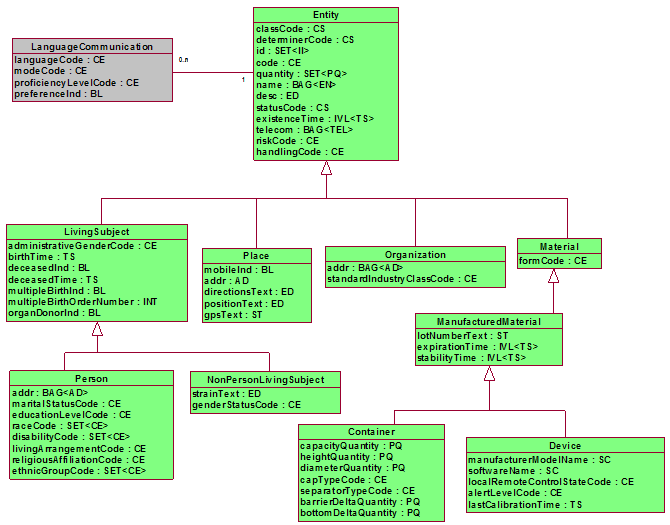 Entity
classCode : CS
determinerCode : CS
id : SET<II>
code : CE
quantity : SET<PQ>
name : BAG<EN>
desc : ED
statusCode : CS
existenceTime : IVL<TS>
telecom : BAG<TEL>
riskCode : CE
handlingCode : CE
LanguageCommunication
languageCode : CE
modeCode : CE
proficiencyLevelCode : CE
preferenceInd : BL
0..n
1
LivingSubject
administrativeGenderCode : CE
birthTime : TS
deceasedInd : BL
deceasedTime : TS
multipleBirthInd : BL
multipleBirthOrderNumber : INT
organDonorInd : BL
Place
mobileInd : BL
addr : AD
directionsText : ED
positionText : ED
gpsText : ST
Organization
addr : BAG<AD>
standardIndustryClassCode : CE
Material
formCode : CE
ManufacturedMaterial
lotNumberText : ST
expirationTime : IVL<TS>
stabilityTime : IVL<TS>
Person
addr : BAG<AD>
maritalStatusCode : CE
educationLevelCode : CE
raceCode : SET<CE>
disabilityCode : SET<CE>
livingArrangementCode : CE
religiousAffiliationCode : CE
ethnicGroupCode : SET<CE>
NonPersonLivingSubject
strainText : ED
genderStatusCode : CE
Container
capacityQuantity : PQ
heightQuantity : PQ
diameterQuantity : PQ
capTypeCode : CE
separatorTypeCode : CE
barrierDeltaQuantity : PQ
bottomDeltaQuantity : PQ
Device
manufacturerModelName : SC
softwareName : SC
localRemoteControlStateCode : CE
alertLevelCode : CE
lastCalibrationTime : TS